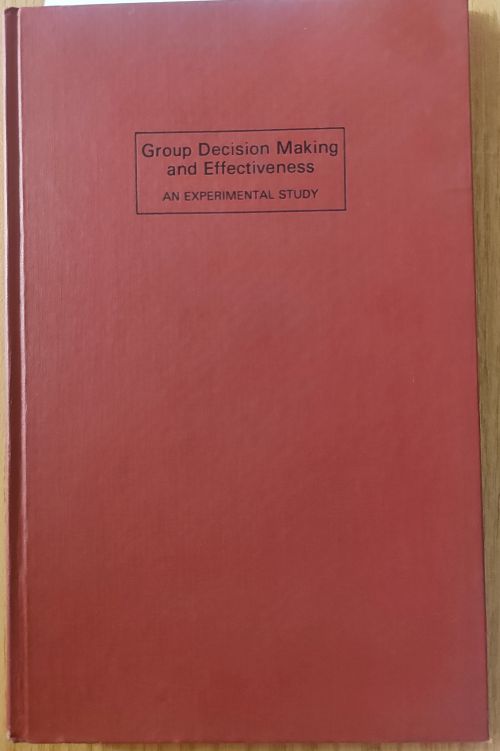 Group Decision Making
and Effectiveness
AN EXPERIMENTAL STUDY